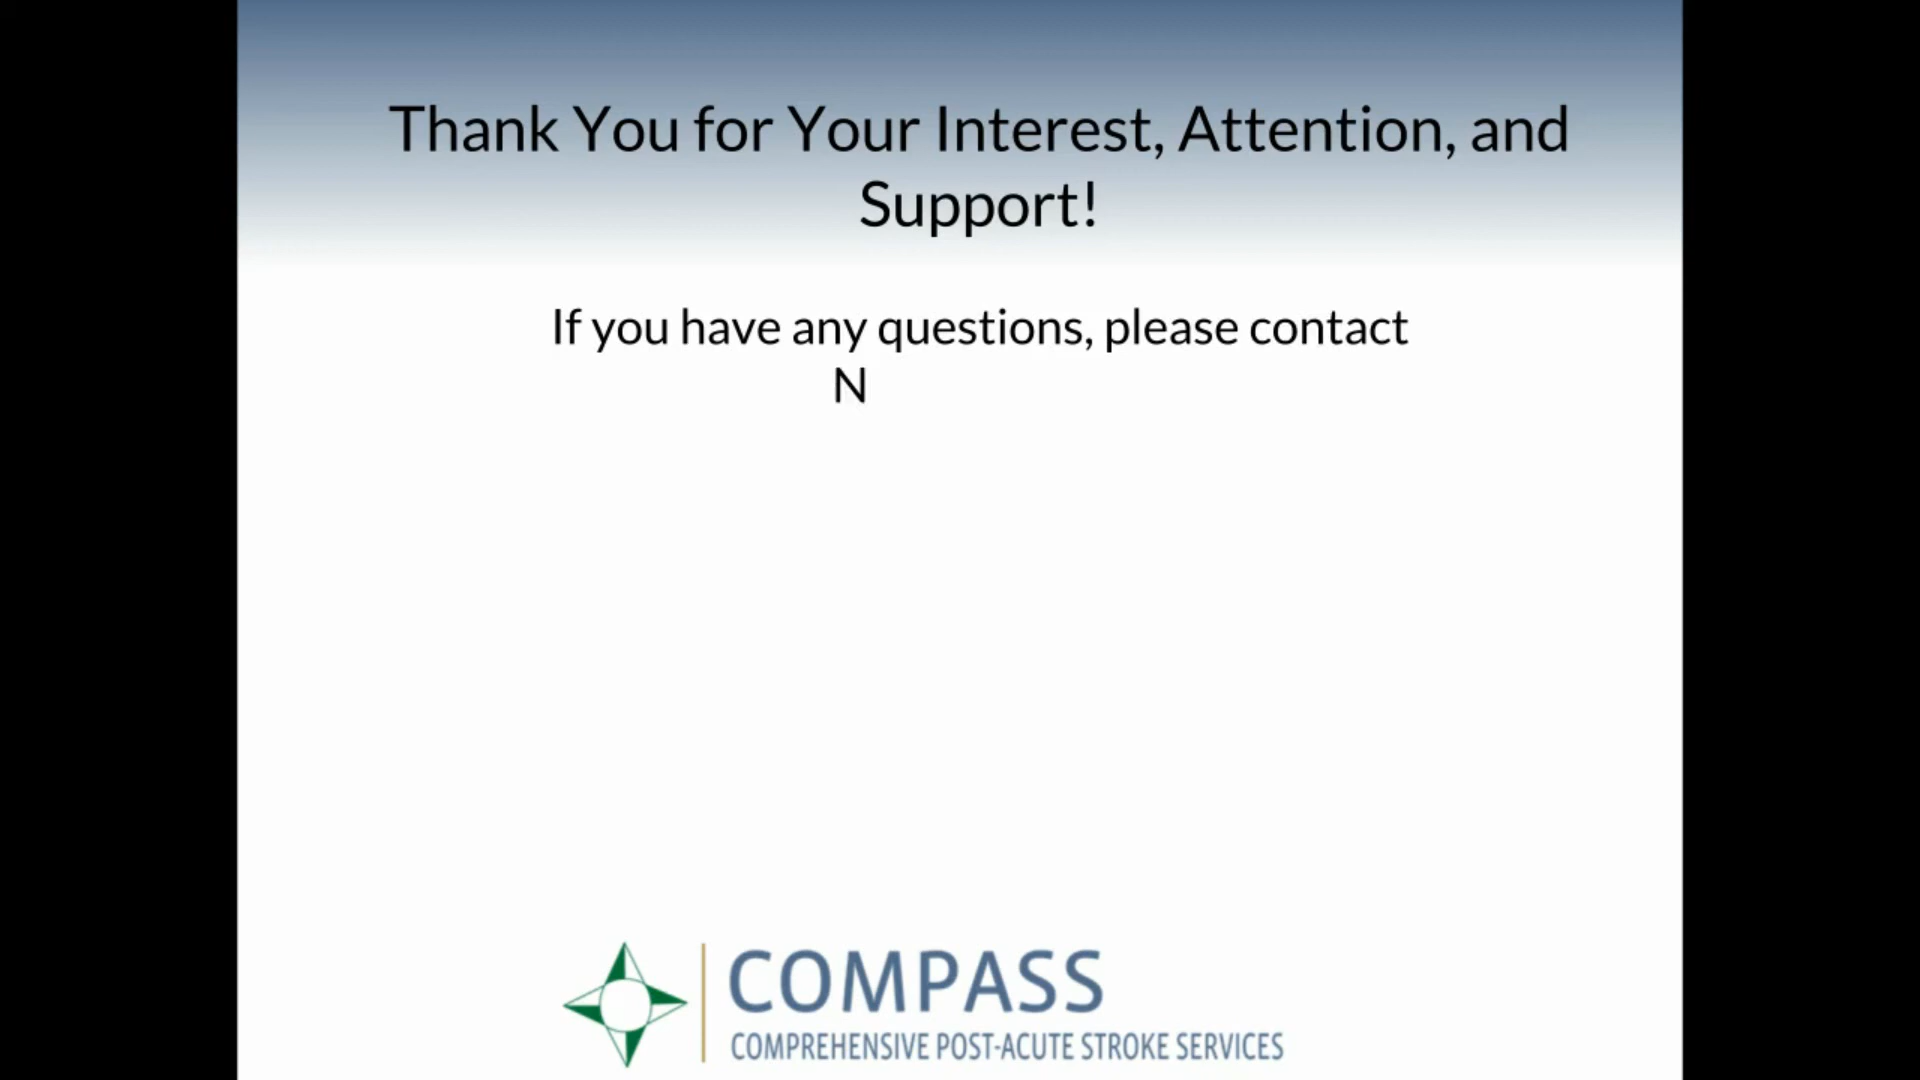 Thank You for Your Interest, Attention, and
Support!
If you have any questions, please contact
N
COMPASS
COMPREHENSIVE POST-ACUTE STROKE SERVICES